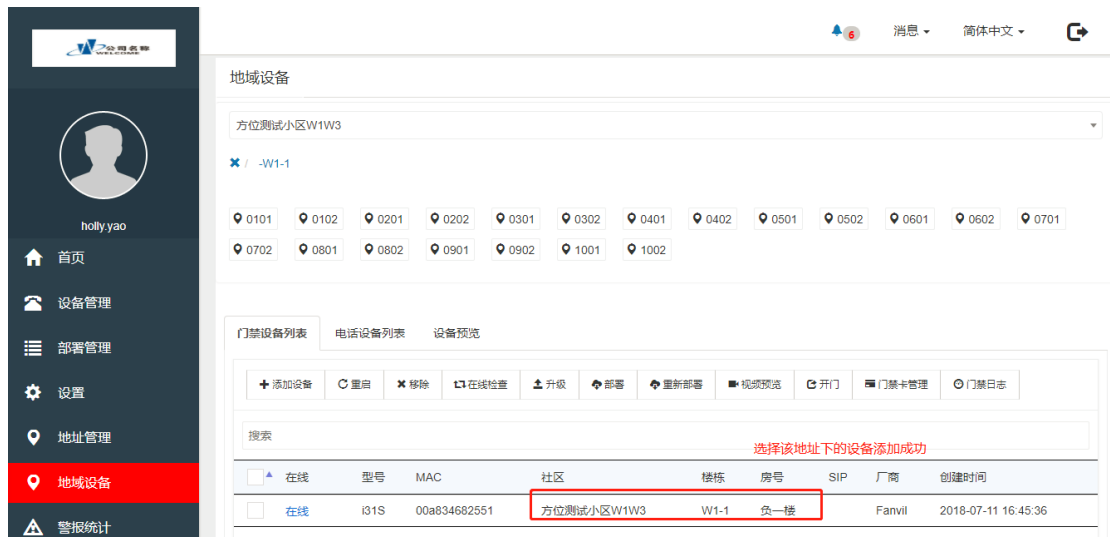 公司名称
WELCOME
6 消息 简体中文
holly.yao
首页
设备管理
部署管理
设置
地址管理
地域设备
警报统计
地域设备
方位测试小区W1W3
/ -W1-1
0101 0102 0201 0202 0301 0302 0401 0402 0501 0502 0601 0602 0701
0702 0801 0802 0901 0902 1001 1002
门禁设备列表 电话设备列表 设备预览
添加设备 重启 移除 在线检查 升级 部署 重新部署 视频预览 开门 门禁卡管理 门禁日志
搜索
选择该地址下的设备添加成功
在线 型号 MAC 社区 楼栋 房号 SIP 厂商 创建时间
在线 i31S 00a834682551 方位测试小区W1W3 W1-1 负一楼 Fanvil 2018-07-11 16:45:36